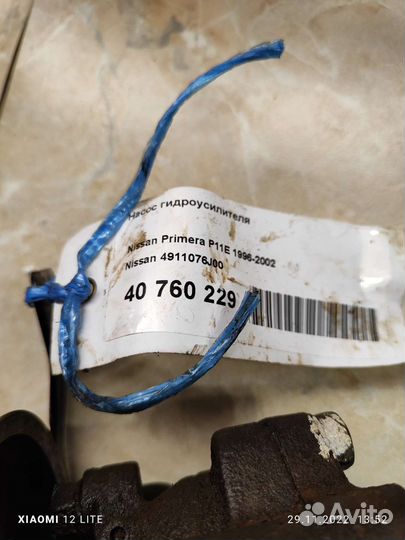 Насос гидроусилителя
Nissan Primera P11E 1996-2002
Nissan 4911076J00
40 760 229
XIAOMI 12 LITE
29.11.2022 13:52
Avito